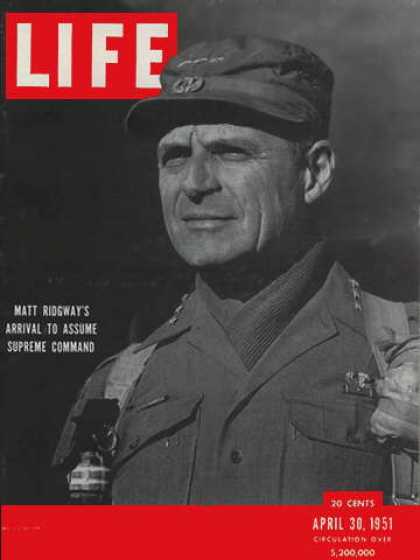 LIFE
MATT RIDGWAY'S
ARRIVAL TO ASSUME
SUPREME COMMAND
20 CENTS
APRIL 30, 1951
CIRCULATION OVER
5,200,000